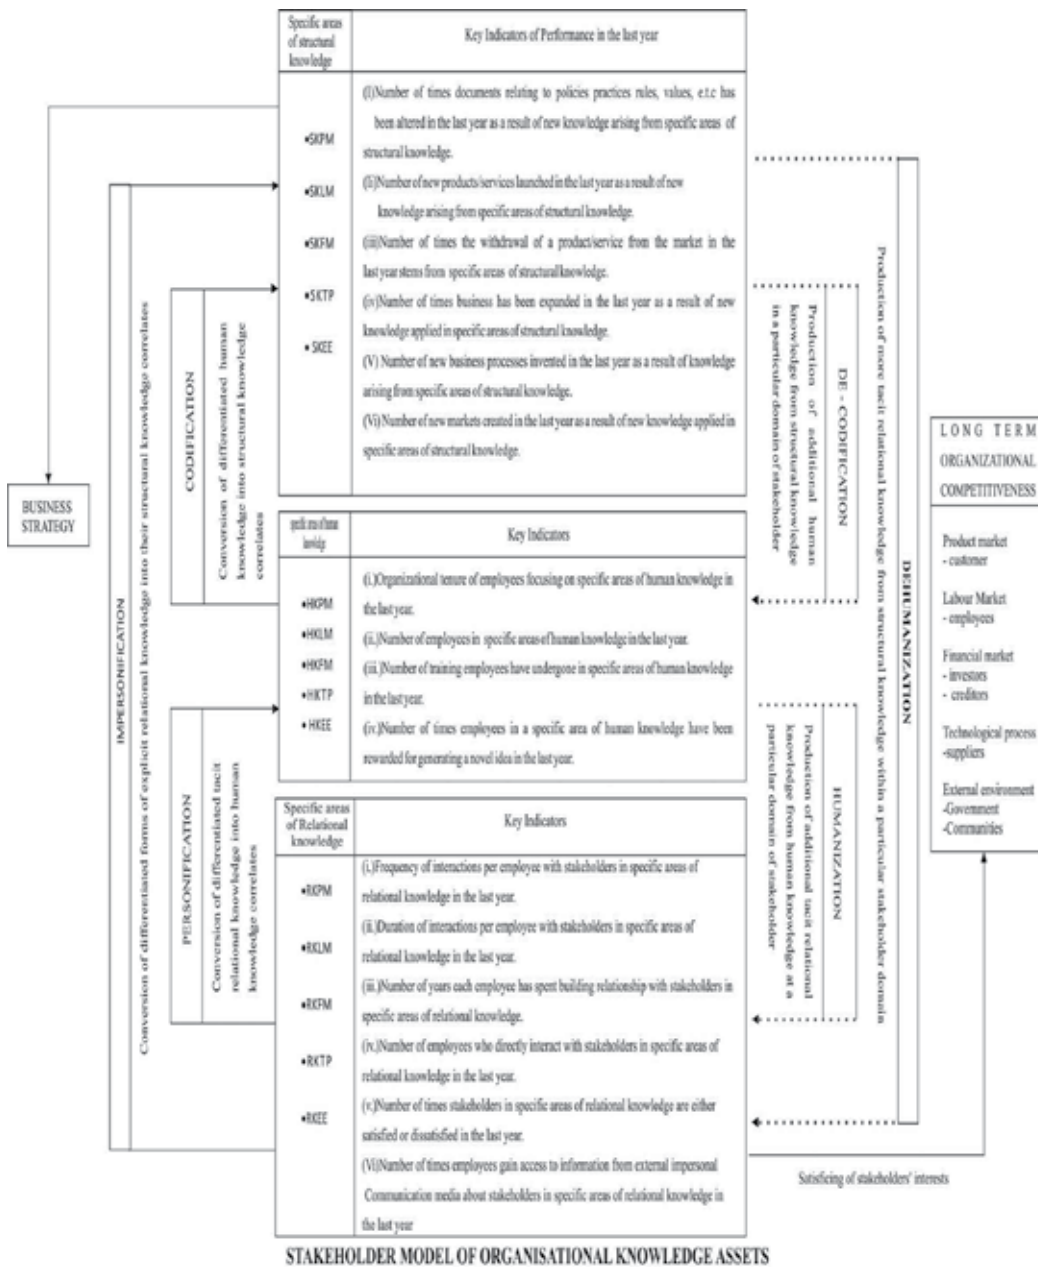 Specific areas
of structural
knowledge
Key Indicators of Performance in the last year
•SKPM
•SKLM
•SKFM
•SKTP
• SKEE
(I)Number of times documents relating to policies practices rules, values, e.t.c has
been altered in the last year as a result of new knowledge arising from specific areas of
structural knowledge.
(Ii)Number of new products/services launched in the last year as a result of new
knowledge arising from specific areas of structural knowledge.
(iii)Number of times the withdrawal of a product/service from the market in the
last year stems from specific areas of structural knowledge.
(iv)Number of times business has been expanded in the last year as a result of new
knowledge applied in specific areas of structural knowledge.
(V) Number of new business processes invented in the last year as a result of knowledge
arising from specific areas of structural knowledge.
(Vi)Number of new markets created in the last year as a result of new knowledge applied in
specific areas of structural knowledge.
specific area of human
knowledge
Key Indicators
•HKPM
•HKLM
•HKFM
•HKTP
• HKEE
(i.)Organizational tenure of employees focusing on specific areas of human knowledge in
the last year.
(ii.)Number of employees in specific areas of human knowledge in the last year.
(iii.)Number of training employees have undergone in specific areas of human knowledge
in the last year.
(iv.)Number of times employees in a specific area of human knowledge have been
rewarded for generating a novel idea in the last year.
Specific areas
of Relational
knowledge
Key Indicators
•RKPM
•RKLM
•RKFM
•RKTP
•RKEE
(i.)Frequency of interactions per employee with stakeholders in specific areas of
relational knowledge in the last year.
(ii.)Duration of interactions per employee with stakeholders in specific areas of
relational knowledge in the last year.
(iii.)Number of years each employee has spent building relationship with stakeholders in
specific areas of relational knowledge.
(iv.)Number of employees who directly interact with stakeholders in specific areas of
relational knowledge in the last year.
(v.)Number of times stakeholders in specific areas of relational knowledge are either
satisfied or dissatisfied in the last year.
(Vi)Number of times employees gain access to information from external impersonal
Communication media about stakeholders in specific areas of relational knowledge in
the last year
BUSINESS
STRATEGY
IMPERSONIFICATION
Conversion of differentiated forms of explicit relational knowledge into their structural knowledge correlates
CODIFICATION
Conversion of differentiated human
knowledge into structural knowledge
correlates
PERSONIFICATION
Conversion of differentiated tacit
relational knowledge into human
knowledge correlates
DE - CODIFICATION
Production of additional human
knowledge from structural knowledge
in a particular domain of stakeholder
HUMANIZATION
Production of additional tacit relational
knowledge from human knowledge at a
particular domain of stakeholder
DEHUMANIZATION
Production of more tacit relational knowledge from structural knowledge within a particular stakeholder domain
LONG TERM
ORGANIZATIONAL
COMPETITIVENESS
Product market
- customer
Labour Market
- employees
Financial market
- investors
- creditors
Technological process
-suppliers
External environment
-Government
-Communities
Satisficing of stakeholders' interests
STAKEHOLDER MODEL OF ORGANISATIONAL KNOWLEDGE ASSETS